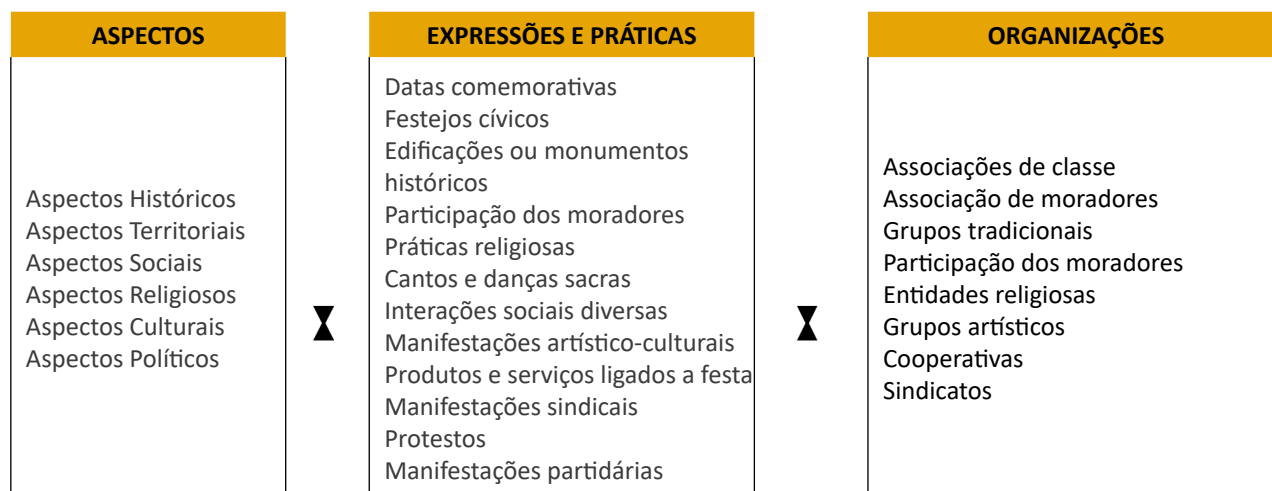 ASPECTOS
Aspectos Históricos
Aspectos Territoriais
Aspectos Sociais
Aspectos Religiosos
Aspectos Culturais
Aspectos Políticos
EXPRESSÕES E PRÁTICAS
Datas comemorativas
Festejos cívicos
Edificações ou monumentos
históricos
Participação dos moradores
Práticas religiosas
Cantos e danças sacras
Interações sociais diversas
Manifestações artístico-culturais
Produtos e serviços ligados a festa
Manifestações sindicais
Protestos
Manifestações partidárias
ORGANIZAÇÕES
Associações de classe
Associação de moradores
Grupos tradicionais
Participação dos moradores
Entidades religiosas
Grupos artísticos
Cooperativas
Sindicatos